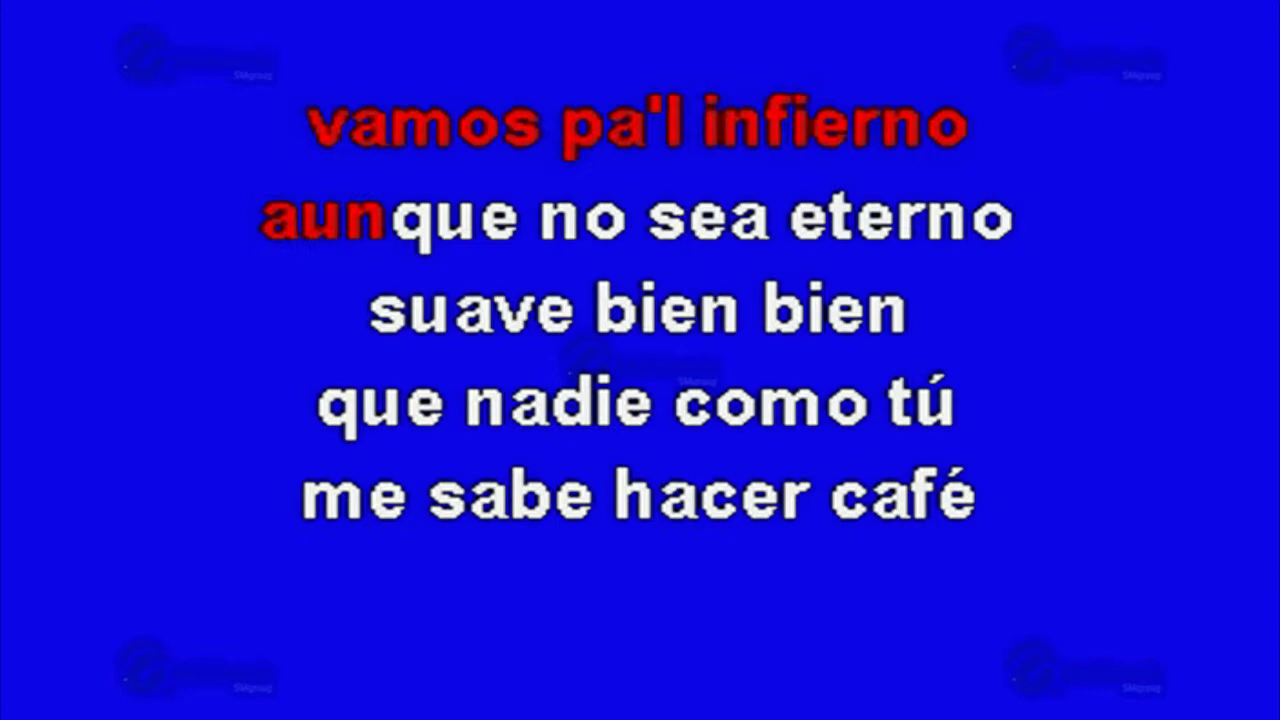 vamos pa'l infierno
aunque no sea eterno
suave bien bien
que nadie como tú
me sabe hacer café